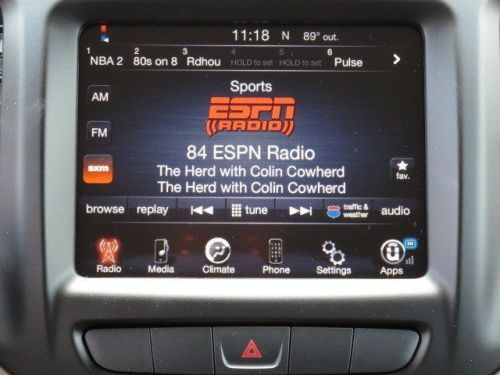 11:18 N 89° out.
1 NBA 2 2 80s on 8 3 Rdhou 4 HOLD to set 5 HOLD to set 6 Pulse
Sports
AM
ESPN
RADIO
FM
84 ESPN Radio
sxm
The Herd with Colin Cowherd
fav.
The Herd with Colin Cowherd
browse replay tune traffic & weather audio
Radio Media Climate Phone Settings Apps
3G